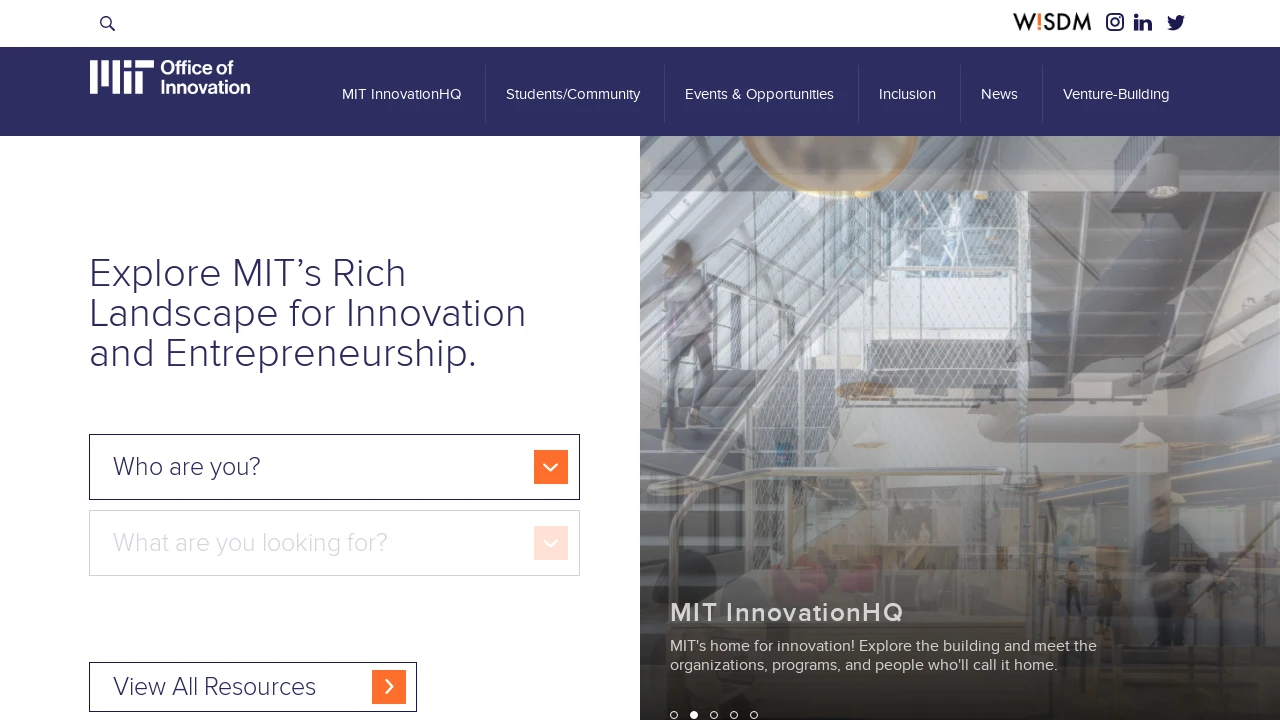 W!SDM
MIT Office of
Innovation
MIT InnovationHQ
Students/Community
Events & Opportunities
Inclusion
News
Venture-Building
Explore MIT’s Rich
Landscape for Innovation
and Entrepreneurship.
Who are you?
What are you looking for?
View All Resources
MIT InnovationHQ
MIT's home for innovation! Explore the building and meet the
organizations, programs, and people who'll call it home.